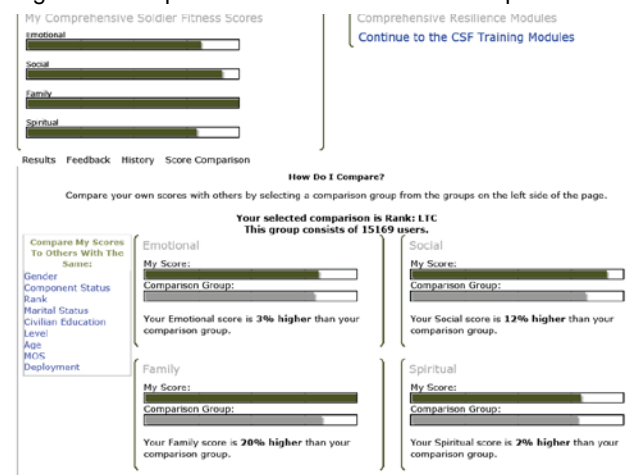 My Comprehensive Soldier Fitness Scores
Emotional
Social
Family
Spiritual
Comprehensive Resilience Modules
Continue to the CSF Training Modules
Results Feedback History Score Comparison
How Do I Compare?
Compare your own scores with others by selecting a comparison group from the groups on the left side of the page.
Your selected comparison is Rank: LTC
This group consists of 15169 users.
Compare My Scores
To Others With The
Same:
Gender
Component Status
Rank
Marital Status
Civilian Education
Level
Age
MOS
Deployment
Emotional
My Score:
Comparison Group:
Your Emotional score is 3% higher than your
comparison group.
Social
My Score:
Comparison Group:
Your Social score is 12% higher than your
comparison group.
Family
My Score:
Comparison Group:
Your Family score is 20% higher than your
comparison group.
Spiritual
My Score:
Comparison Group:
Your Spiritual score is 2% higher than your
comparison group.